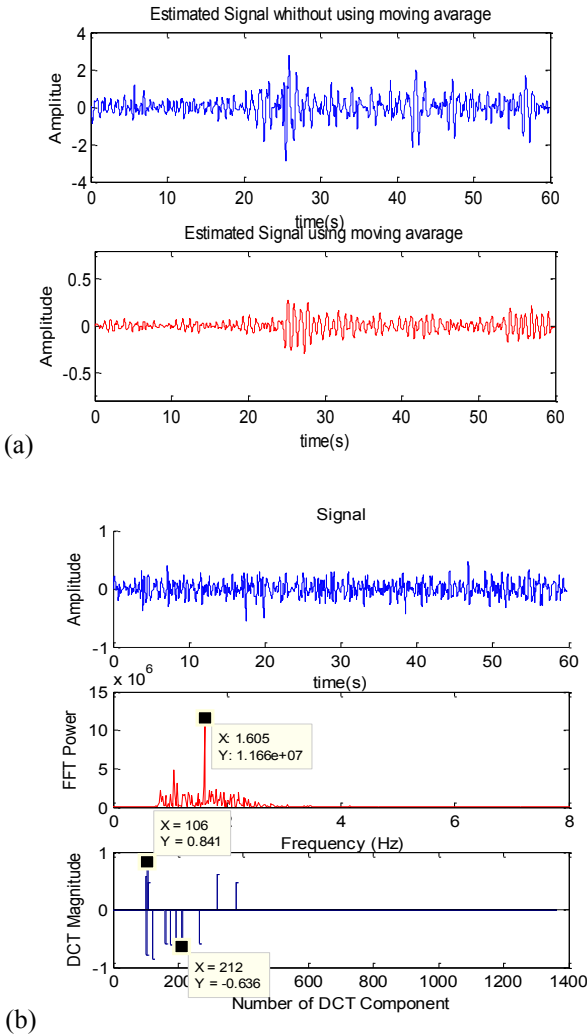 Estimated Signal whithout using moving avarage
4
2
0
-2
-4
Amplitue
0 10 20 30 40 50 60
time(s)
Estimated Signal using moving avarage
0.5
0
-0.5
Amplitude
0 10 20 30 40 50 60
time(s)
(a)
Signal
1
0
-1
Amplitude
0 10 20 30 40 50 60
time(s)
x 10^6
15
10
5
0
FFT Power
X: 1.605
Y: 1.166e+07
0 2 4 6 8
Frequency (Hz)
X = 106
Y = 0.841
1
0
-1
DCT Magnitude
X = 212
Y = -0.636
0 200 400 600 800 1000 1200 1400
Number of DCT Component
(b)